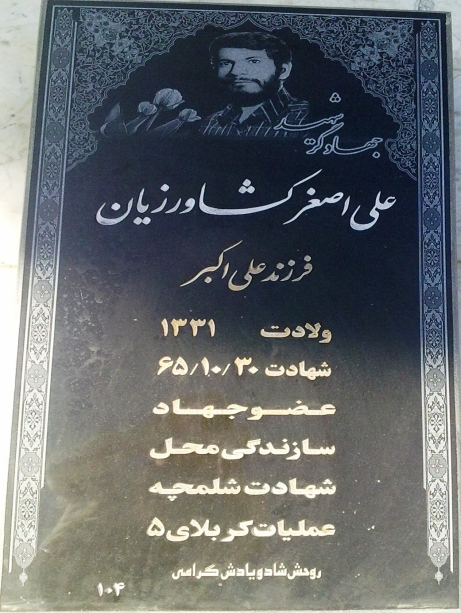 شهید
جهادگر
علی اصغر کشاورزیان
فرزند علی اکبر
ولادت ۱۳۳۱
شهادت ۶۵/۱۰/۳۰
عضو جهاد
سازندگی محل
شهادت شلمچه
عملیات کربلای ۵
روحش شاد و یادش گرامی
۱۰۴